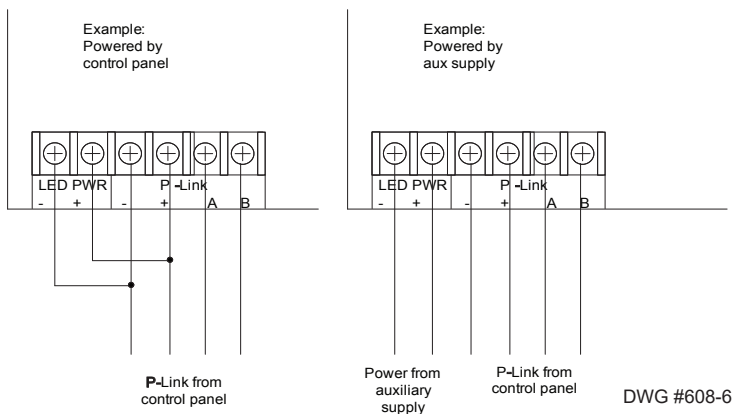 Example:
Powered by
control panel
LED PWR P -Link
- + - + A B
P-Link from
control panel
Example:
Powered by
aux supply
LED PWR P -Link
- + - + A B
Power from
auxiliary
supply
P-Link from
control panel
DWG #608-6